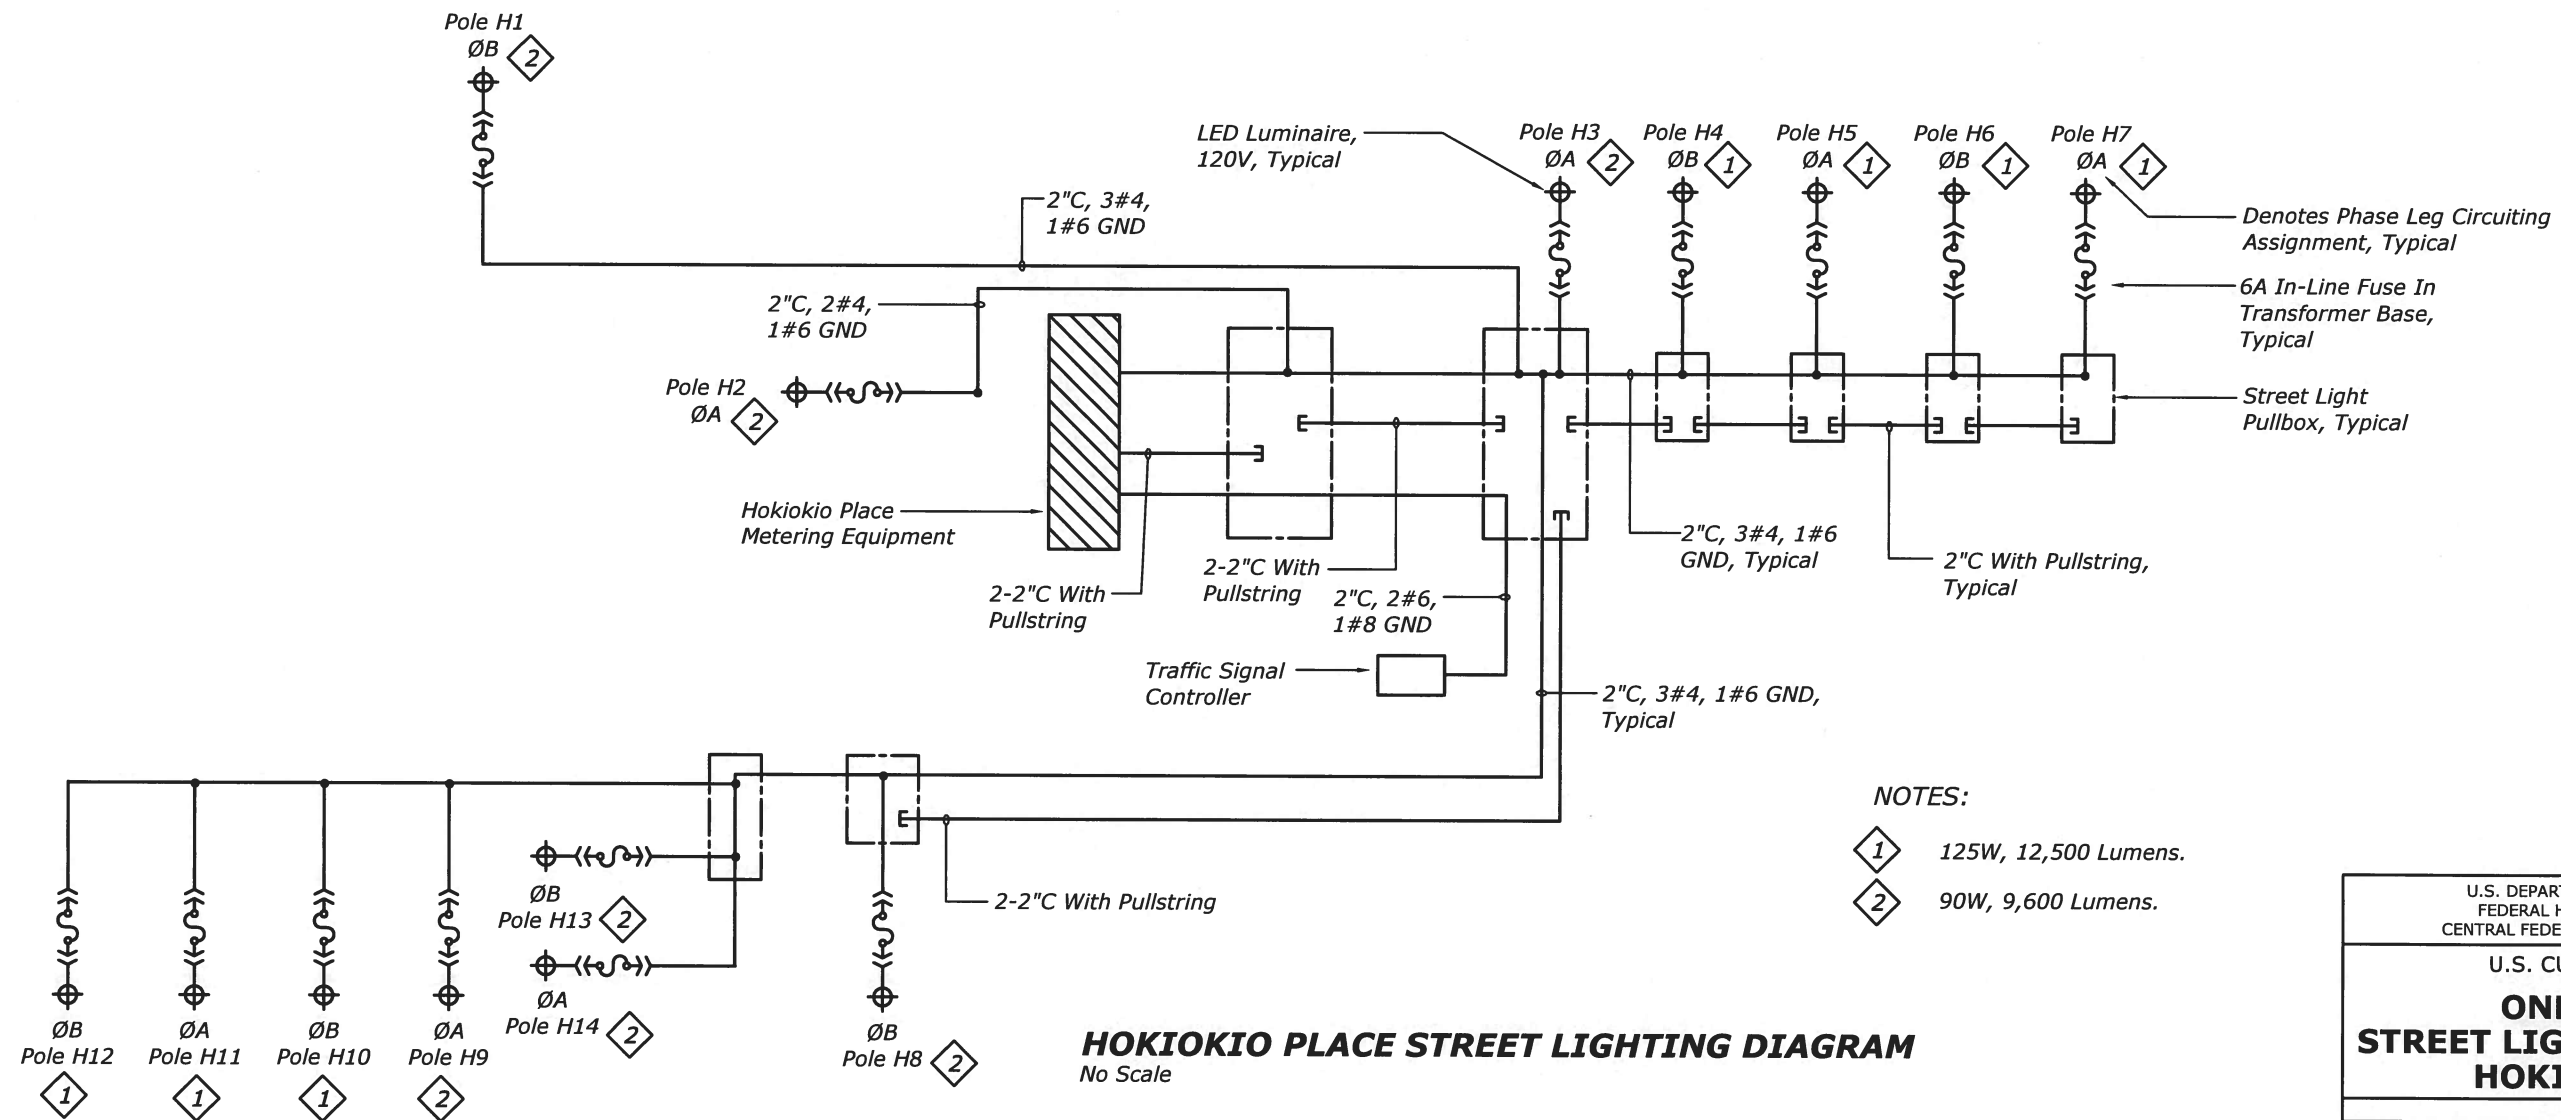 Pole H1
ØB
2
LED Luminaire,
120V, Typical
Pole H3
ØA
2
Pole H4
ØB
1
Pole H5
ØA
1
Pole H6
ØB
1
Pole H7
ØA
1
2"C, 3#4,
1#6 GND
Denotes Phase Leg Circuiting
Assignment, Typical
6A In-Line Fuse In
Transformer Base,
Typical
2"C, 2#4,
1#6 GND
Pole H2
ØA
2
Street Light
Pullbox, Typical
Hokiokio Place
Metering Equipment
2-2"C With
Pullstring
2-2"C With
Pullstring
2"C, 2#6,
1#8 GND
2"C, 3#4, 1#6
GND, Typical
2"C With Pullstring,
Typical
Traffic Signal
Controller
2"C, 3#4, 1#6 GND,
Typical
NOTES:
1 125W, 12,500 Lumens.
2 90W, 9,600 Lumens.
2-2"C With Pullstring
ØB
Pole H13
2
ØA
Pole H14
2
ØB
Pole H12
1
ØA
Pole H11
1
ØB
Pole H10
1
ØA
Pole H9
2
ØB
Pole H8
2
HOKIOKIO PLACE STREET LIGHTING DIAGRAM
No Scale
U.S. DEPAR
FEDERAL H
CENTRAL FEDE
U.S. CU
ON
STREET LIG
HOKI